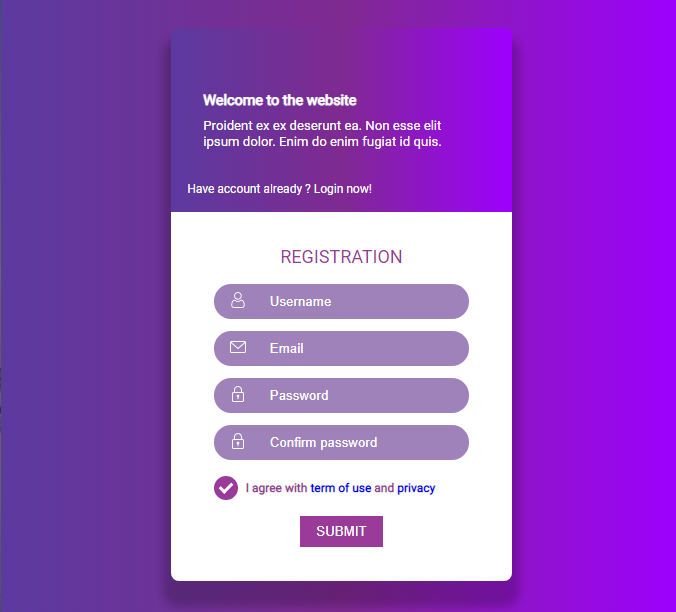 Welcome to the website
Proident ex ex deserunt ea. Non esse elit
ipsum dolor. Enim do enim fugiat id quis.
Have account already ? Login now!
REGISTRATION
Username
Email
Password
Confirm password
I agree with term of use and privacy
SUBMIT